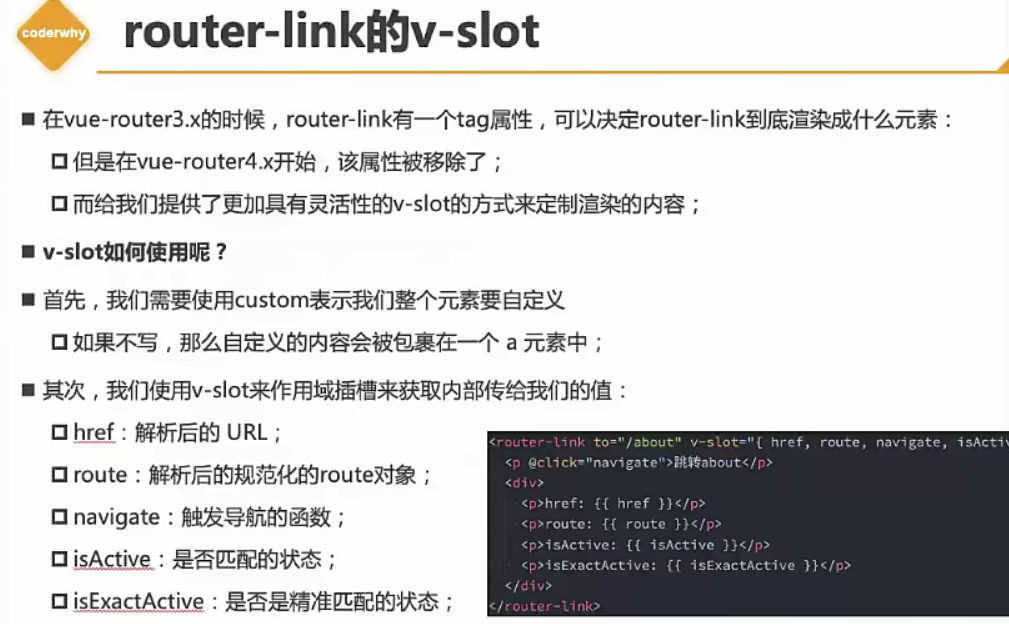 coderwhy
router-link的v-slot
在vue-router3.x的时候，router-link有一个tag属性，可以决定router-link到底渲染成什么元素：
但是在vue-router4.x开始，该属性被移除了；
而给我们提供了更加具有灵活性的v-slot的方式来定制渲染的内容；
v-slot如何使用呢？
首先，我们需要使用custom表示我们整个元素要自定义
如果不写，那么自定义的内容会被包裹在一个 a 元素中；
其次，我们使用v-slot来作用域插槽来获取内部传给我们的值：
href：解析后的 URL；
route：解析后的规范化的route对象；
navigate：触发导航的函数；
isActive：是否匹配的状态；
isExactActive：是否是精准匹配的状态；
<router-link to="/about" v-slot="{ href, route, navigate, isActiv
<p @click="navigate">跳转about</p>
<div>
<p>href: {{ href }}</p>
<p>route: {{ route }}</p>
<p>isActive: {{ isActive }}</p>
<p>isExactActive: {{ isExactActive }}</p>
</div>
</router-link>